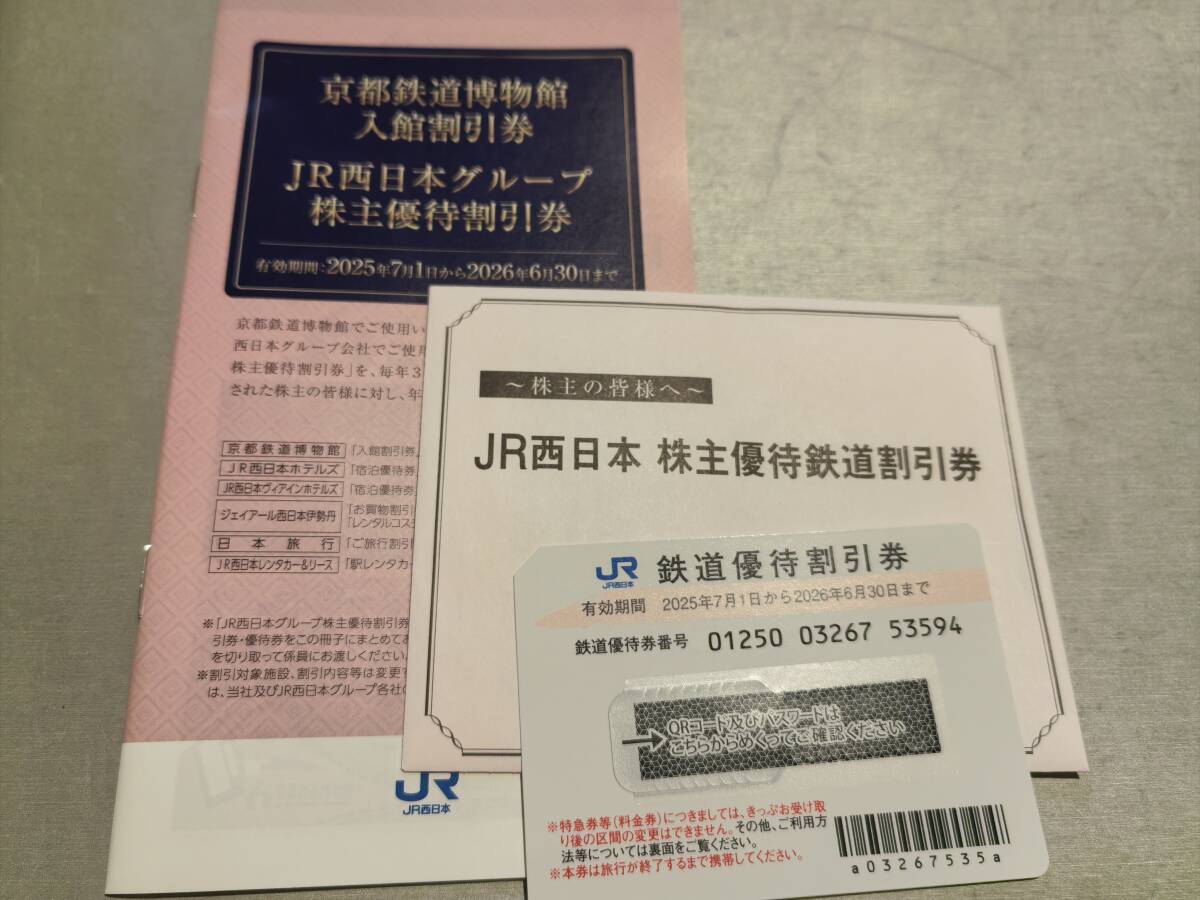 京都鉄道博物館
入館割引券
JR西日本グループ
株主優待割引券
有効期間：2025年7月1日から2026年6月30日まで
京都鉄道博物館でご使用い
西日本グループ会社でご使用
株主優待割引券」を、毎年3
された株主の皆様に対し、年
京都鉄道博物館 「入館割引券」
JR西日本ホテルズ 「宿泊優待券
JR西日本ヴィアインホテルズ 「宿泊優待券
ジェイアール西日本伊勢丹 「お買物割引
「レンタルコス
日本旅行 「ご旅行割引
JR西日本レンタカー&リース 「駅レンタカー
※「JR西日本グループ株主優待割引券
引券・優待券をこの冊子にまとめてお
を切り取って係員にお渡しください。
※割引対象施設、割引内容等は変更
は、当社及びJR西日本グループ各社の
JR
JR西日本
～株主の皆様へ～
JR西日本 株主優待鉄道割引券
JR
JR西日本
鉄道優待割引券
有効期間 2025年7月1日から2026年6月30日まで
鉄道優待券番号 01250 03267 53594
QRコード及びパスワードは
こちらからめくってご確認ください
※特急券等（料金券）につきましては、きっぷお受け取
り後の区間の変更はできません。その他、ご利用方
法等については裏面をご覧ください。
※本券は旅行が終了するまで携帯してください。
a03267535a